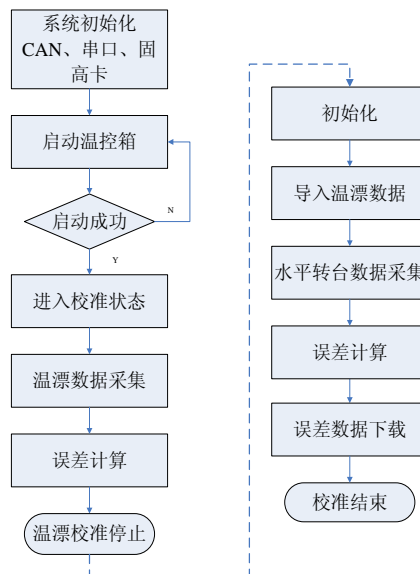 系统初始化
CAN、串口、固
高卡
启动温控箱
启动成功
N
Y
进入校准状态
温漂数据采集
误差计算
温漂校准停止
初始化
导入温漂数据
水平转台数据采集
误差计算
误差数据下载
校准结束